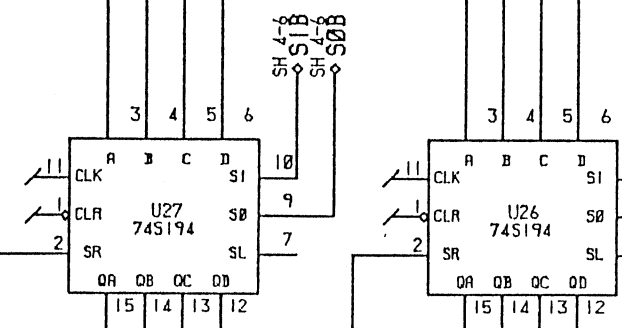 SH 4-6
S1B
SH 4-6
S0B
3 4 5 6
3 4 5 6
A B C D
A B C D
11 CLK
S1 10
11 CLK
S1
1 CLR
U27
S0 9
1 CLR
U26
S0
74S194
74S194
2 SR
SL 7
2 SR
SL
QA QB QC QD
QA QB QC QD
15 14 13 12
15 14 13 12